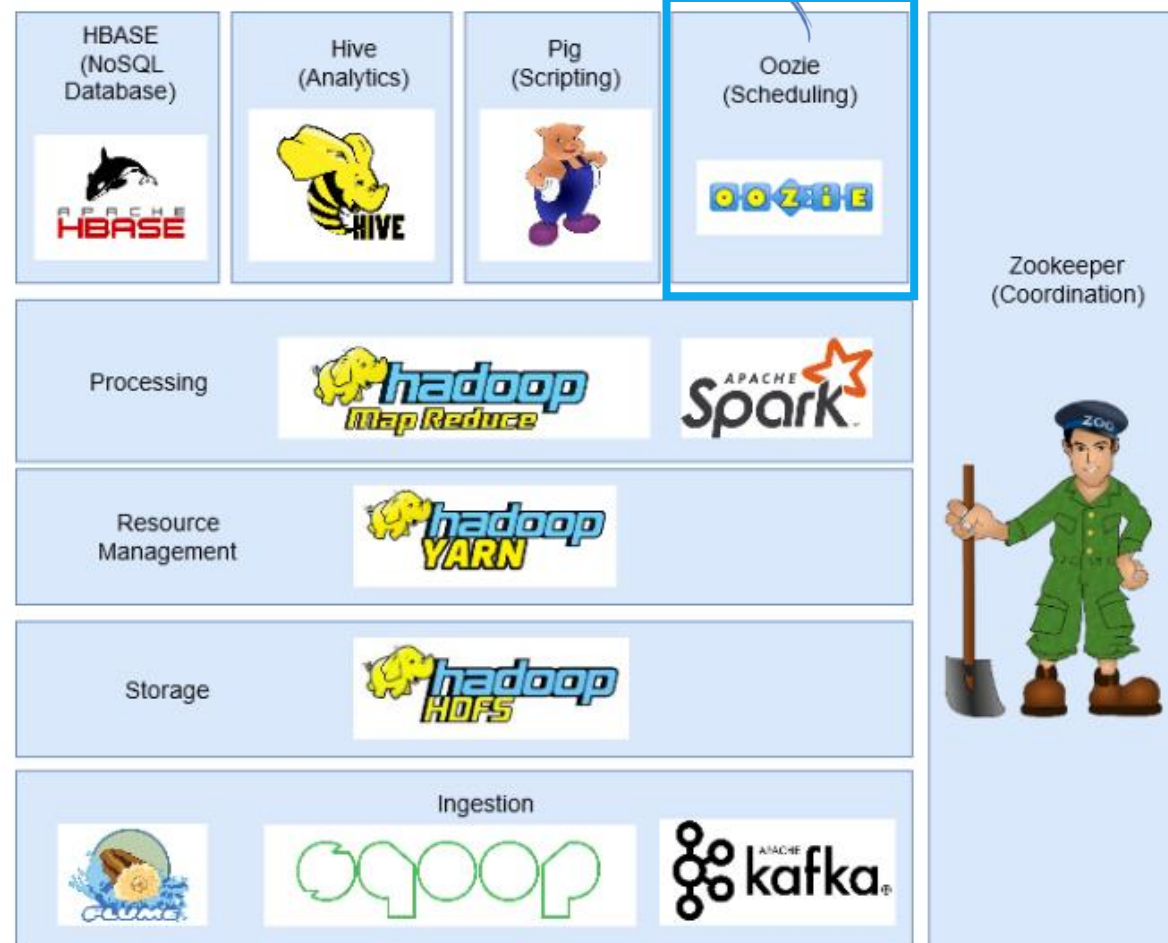 HBASE
(NoSQL
Database)
APACHE
HBASE
Hive
(Analytics)
HIVE
Pig
(Scripting)
Oozie
(Scheduling)
OOZiE
Zookeeper
(Coordination)
ZOO
Processing
hadoop
Map Reduce
APACHE
Spark
Resource
Management
hadoop
YARN
Storage
hadoop
HDFS
Ingestion
FLUME
sqoop
APACHE
kafka®